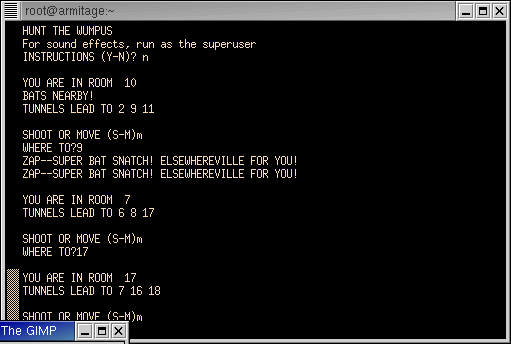 root@armitage:~
HUNT THE WUMPUS
For sound effects, run as the superuser
INSTRUCTIONS (Y-N)? n
YOU ARE IN ROOM  10
BATS NEARBY!
TUNNELS LEAD TO 2 9 11
SHOOT OR MOVE (S-M)m
WHERE TO?9
ZAP--SUPER BAT SNATCH! ELSEWHEREVILLE FOR YOU!
ZAP--SUPER BAT SNATCH! ELSEWHEREVILLE FOR YOU!
YOU ARE IN ROOM  7
TUNNELS LEAD TO 6 8 17
SHOOT OR MOVE (S-M)m
WHERE TO?17
YOU ARE IN ROOM  17
TUNNELS LEAD TO 7 16 18
SHOOT OR MOVE (S-M)m
The GIMP